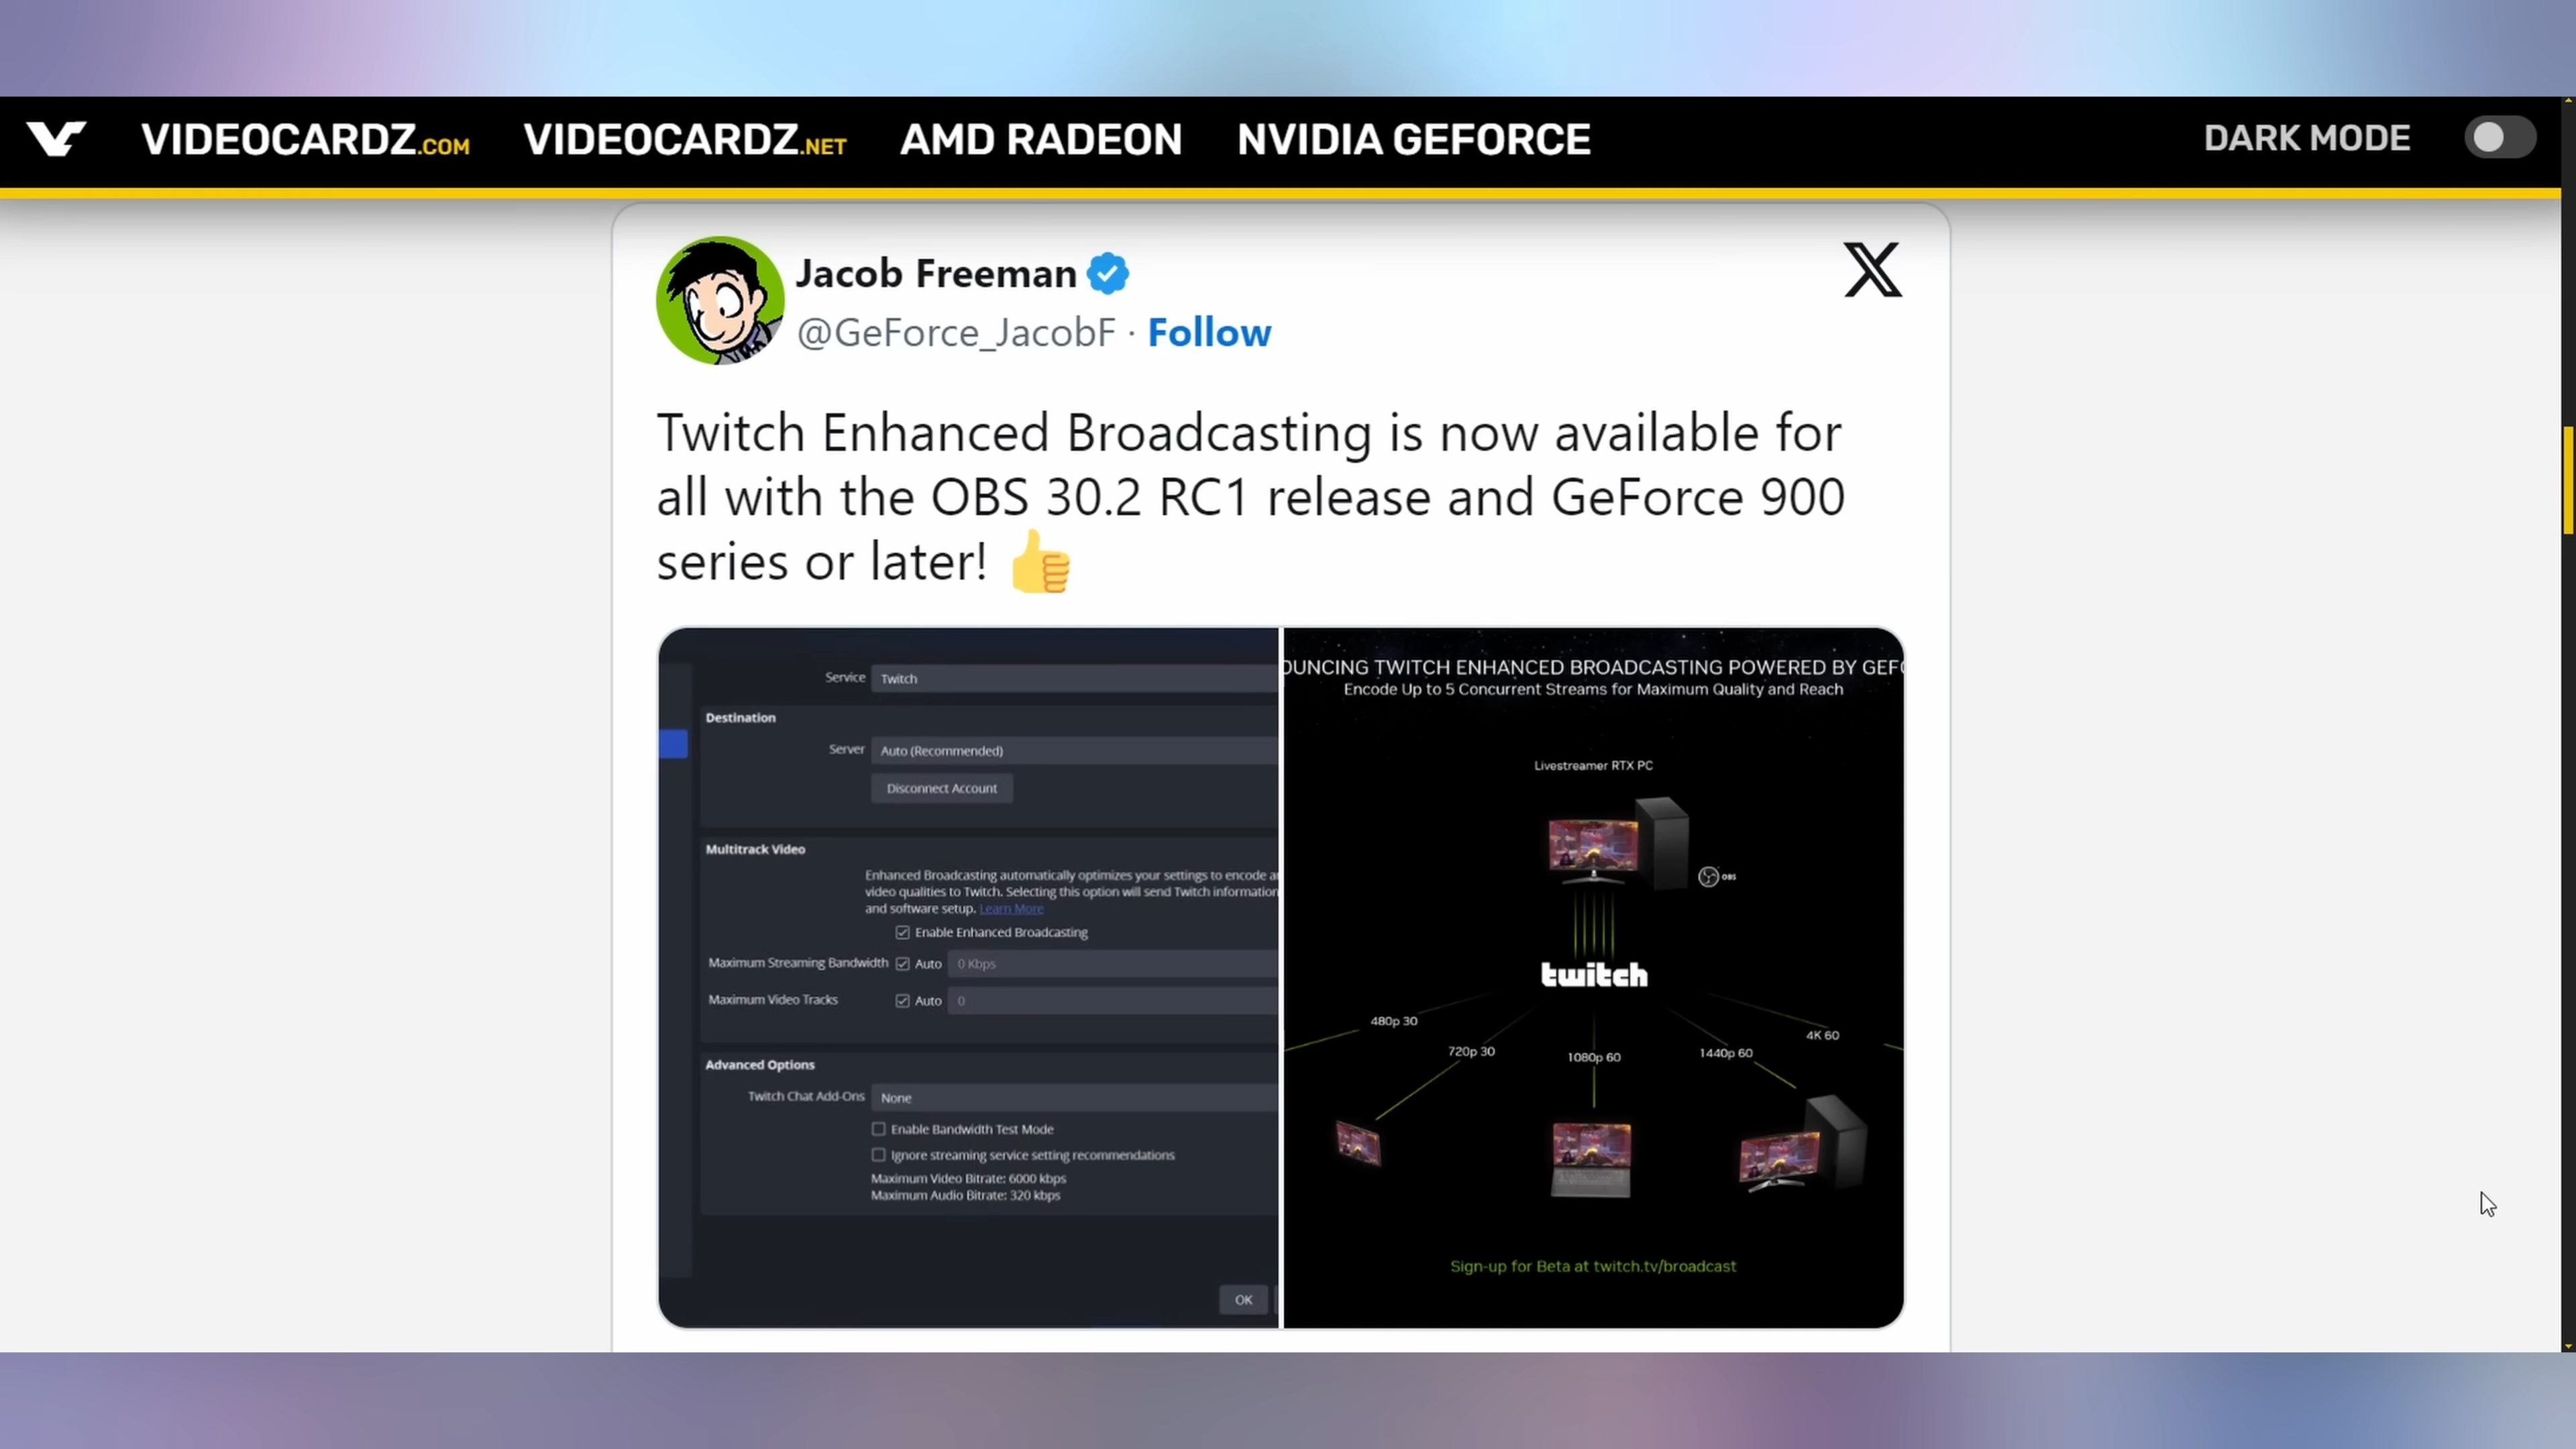 VIDEOCARDZ.COM VIDEOCARDZ.NET AMD RADEON NVIDIA GEFORCE DARK MODE
Jacob Freeman
@GeForce_JacobF · Follow
Twitch Enhanced Broadcasting is now available for
all with the OBS 30.2 RC1 release and GeForce 900
series or later! 👍
Service Twitch
Destination
Server Auto (Recommended)
Disconnect Account
Multitrack Video
Enhanced Broadcasting automatically optimizes your settings to encode a
video qualities to Twitch. Selecting this option will send Twitch information
and software setup. Learn More
Enable Enhanced Broadcasting
Maximum Streaming Bandwidth Auto 0 Kbps
Maximum Video Tracks Auto 0
Advanced Options
Twitch Chat Add-Ons None
Enable Bandwidth Test Mode
Ignore streaming service setting recommendations
Maximum Video Bitrate: 6000 kbps
Maximum Audio Bitrate: 320 kbps
OK
OUNCING TWITCH ENHANCED BROADCASTING POWERED BY GEFO
Encode Up to 5 Concurrent Streams for Maximum Quality and Reach
Livestreamer RTX PC
OBS
twitch
480p 30
720p 30
1080p 60
1440p 60
4K 60
Sign-up for Beta at twitch.tv/broadcast